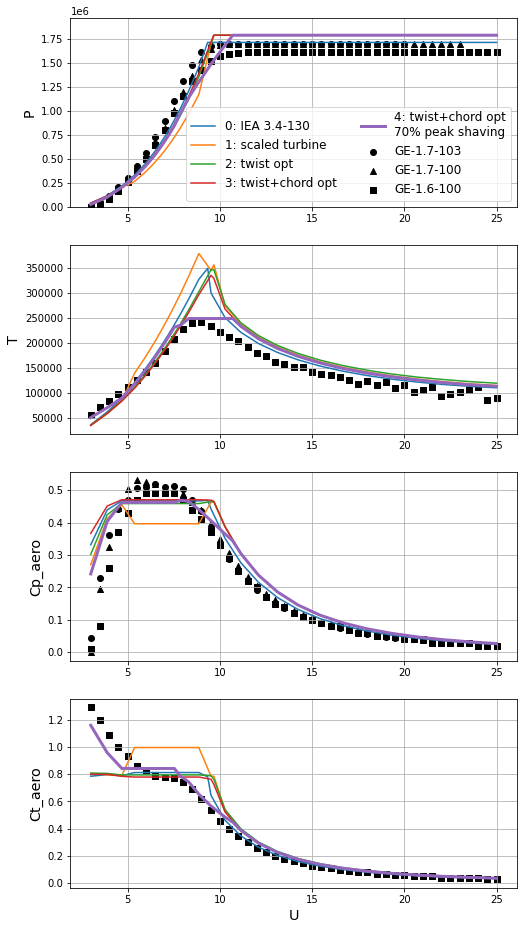 1e6
1.75
1.50
1.25
1.00
0.75
0.50
0.25
0.00
P
0: IEA 3.4-130
1: scaled turbine
2: twist opt
3: twist+chord opt
4: twist+chord opt
70% peak shaving
GE-1.7-103
GE-1.7-100
GE-1.6-100
5 10 15 20 25
350000
300000
250000
200000
150000
100000
50000
T
5 10 15 20 25
0.5
0.4
0.3
0.2
0.1
0.0
Cp_aero
5 10 15 20 25
1.2
1.0
0.8
0.6
0.4
0.2
0.0
Ct_aero
5 10 15 20 25
U